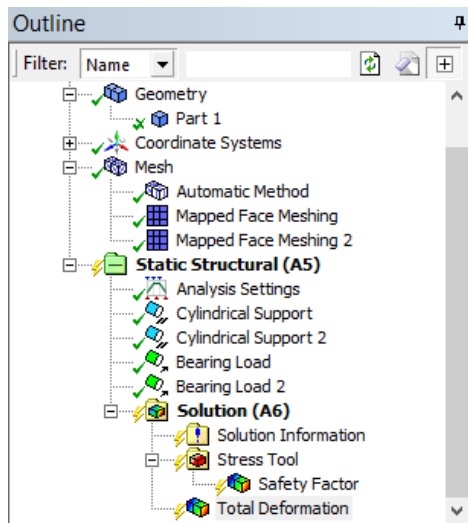 Outline
Filter: Name
Geometry
Part 1
Coordinate Systems
Mesh
Automatic Method
Mapped Face Meshing
Mapped Face Meshing 2
Static Structural (A5)
Analysis Settings
Cylindrical Support
Cylindrical Support 2
Bearing Load
Bearing Load 2
Solution (A6)
Solution Information
Stress Tool
Safety Factor
Total Deformation